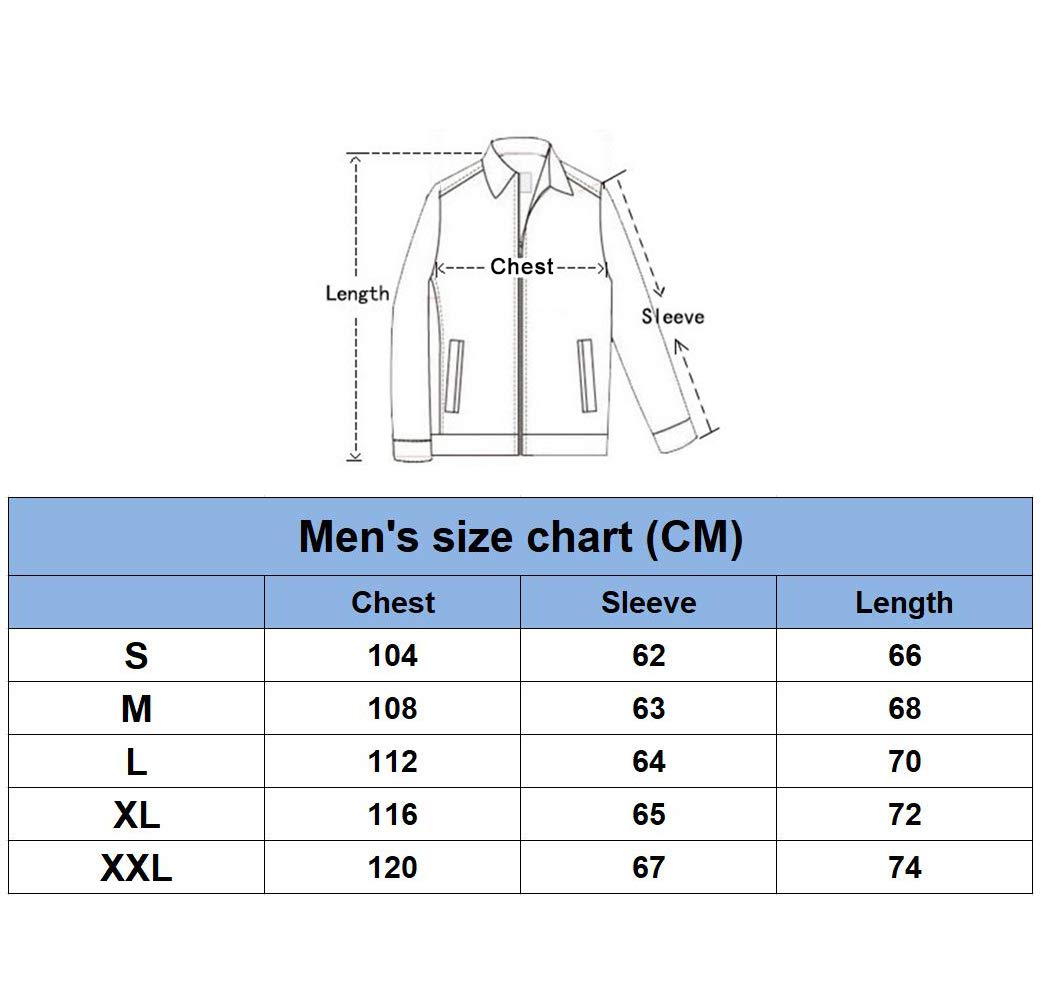 Chest
Length
Sleeve
Men's size chart (CM)
Chest Sleeve Length
S 104 62 66
M 108 63 68
L 112 64 70
XL 116 65 72
XXL 120 67 74